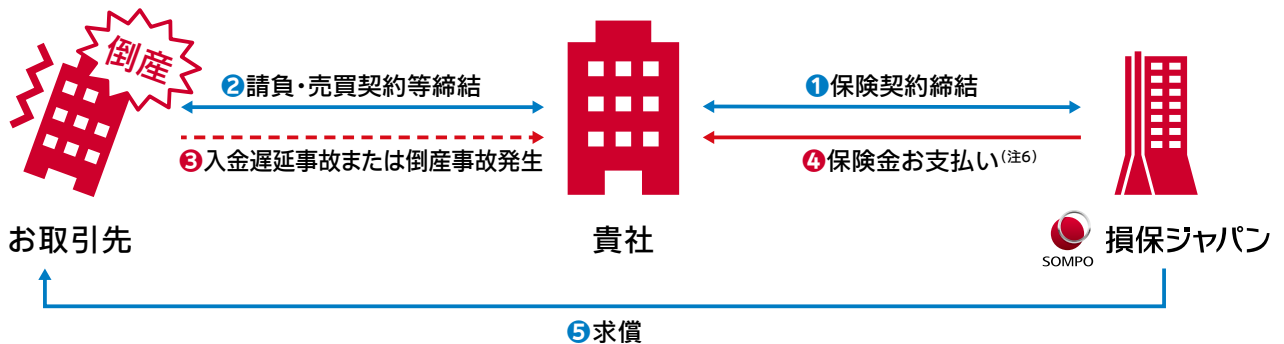 倒産
❷請負・売買契約等締結
❶保険契約締結
❸入金遅延事故または倒産事故発生
❹保険金お支払い(注6)
お取引先
貴社
SOMPO
損保ジャパン
❺求償